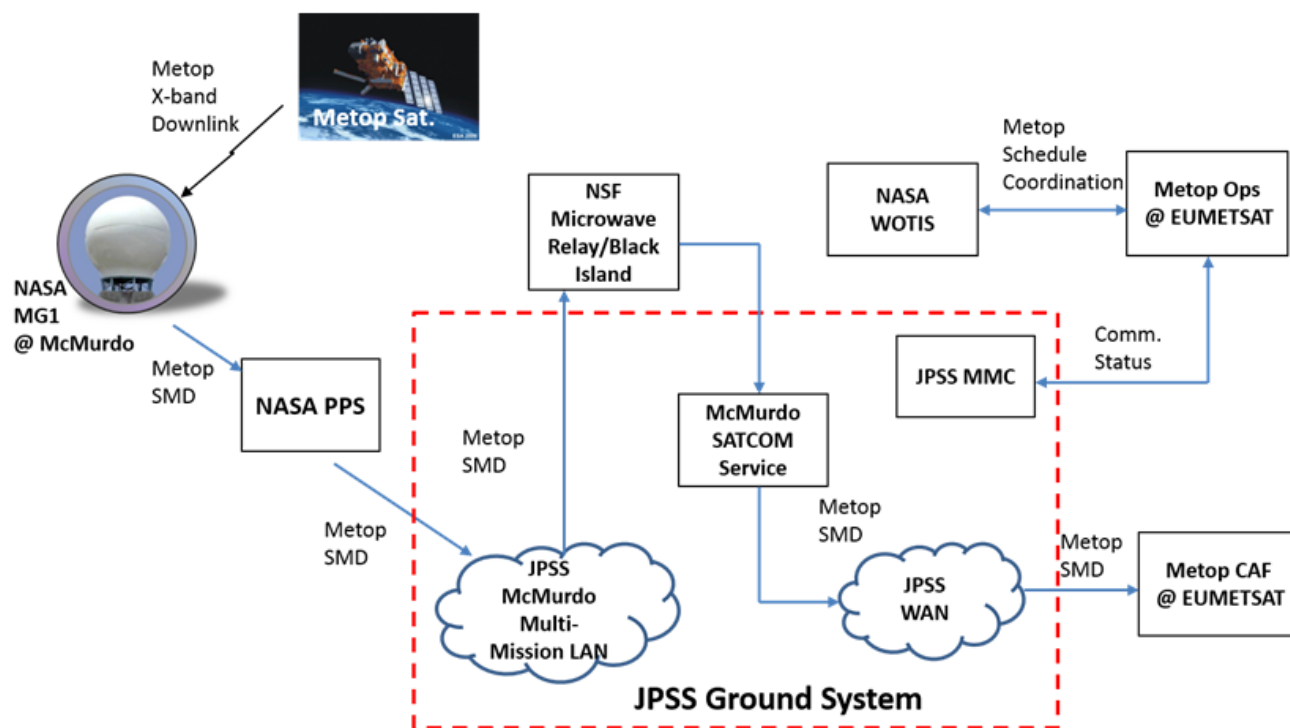 Metop
X-band
Downlink
Metop Sat.
ESA 2006
NASA
MG1
@ McMurdo
Metop
SMD
NASA PPS
Metop
SMD
NSF
Microwave
Relay/Black
Island
Metop
SMD
JPSS
McMurdo
Multi-
Mission LAN
McMurdo
SATCOM
Service
Metop
SMD
JPSS
WAN
NASA
WOTIS
Metop
Schedule
Coordination
Metop Ops
@ EUMETSAT
JPSS MMC
Comm.
Status
Metop
SMD
Metop CAF
@ EUMETSAT
JPSS Ground System